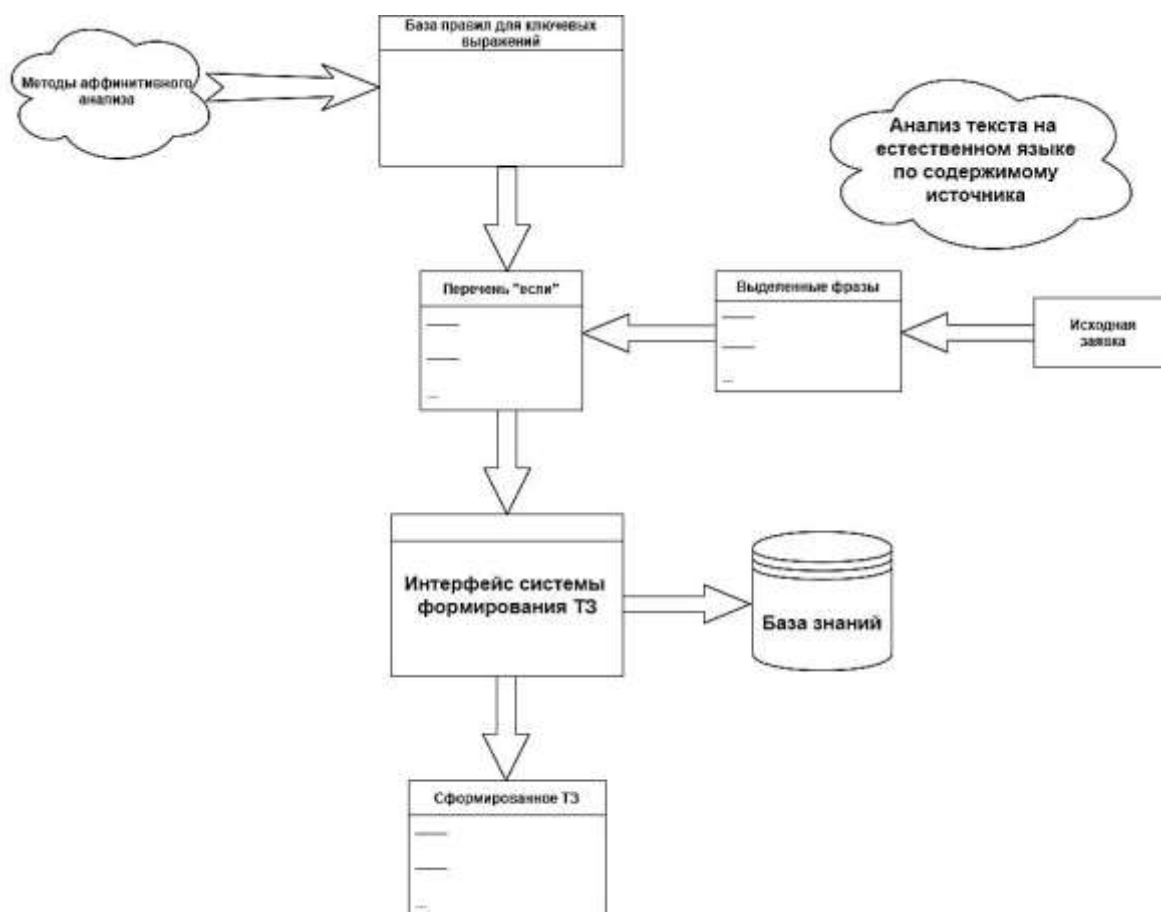 База правил для ключевых
выражений
Методы аффинитивного
анализа
Анализ текста на
естественном языке
по содержимому
источника
Перечень "если"
...
Выделенные фразы
...
Исходная
заявка
Интерфейс системы
формирования ТЗ
База знаний
Сформированное ТЗ
...